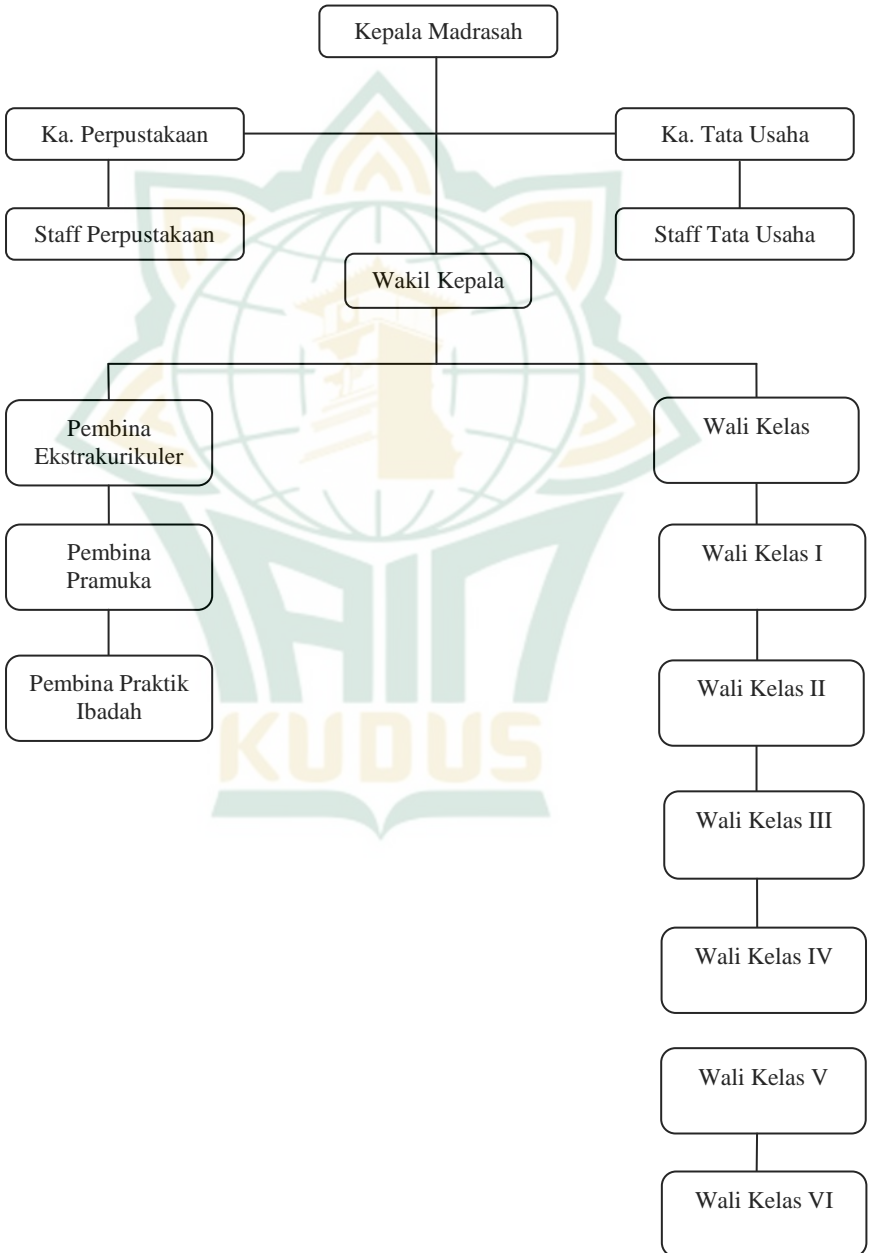 Kepala Madrasah
Ka. Perpustakaan
Ka. Tata Usaha
Staff Perpustakaan
Staff Tata Usaha
Wakil Kepala
Pembina
Ekstrakurikuler
Wali Kelas
Pembina
Pramuka
Wali Kelas I
Pembina Praktik
Ibadah
Wali Kelas II
Wali Kelas III
Wali Kelas IV
Wali Kelas V
Wali Kelas VI
IAIN
KUDUS